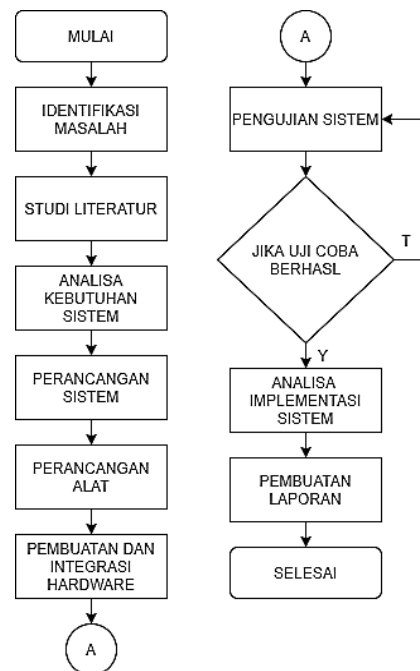 MULAI
IDENTIFIKASI
MASALAH
STUDI LITERATUR
ANALISA
KEBUTUHAN
SISTEM
PERANCANGAN
SISTEM
PERANCANGAN
ALAT
PEMBUATAN DAN
INTEGRASI
HARDWARE
A
A
PENGUJIAN SISTEM
JIKA UJI COBA
BERHASL
T
Y
ANALISA
IMPLEMENTASI
SISTEM
PEMBUATAN
LAPORAN
SELESAI